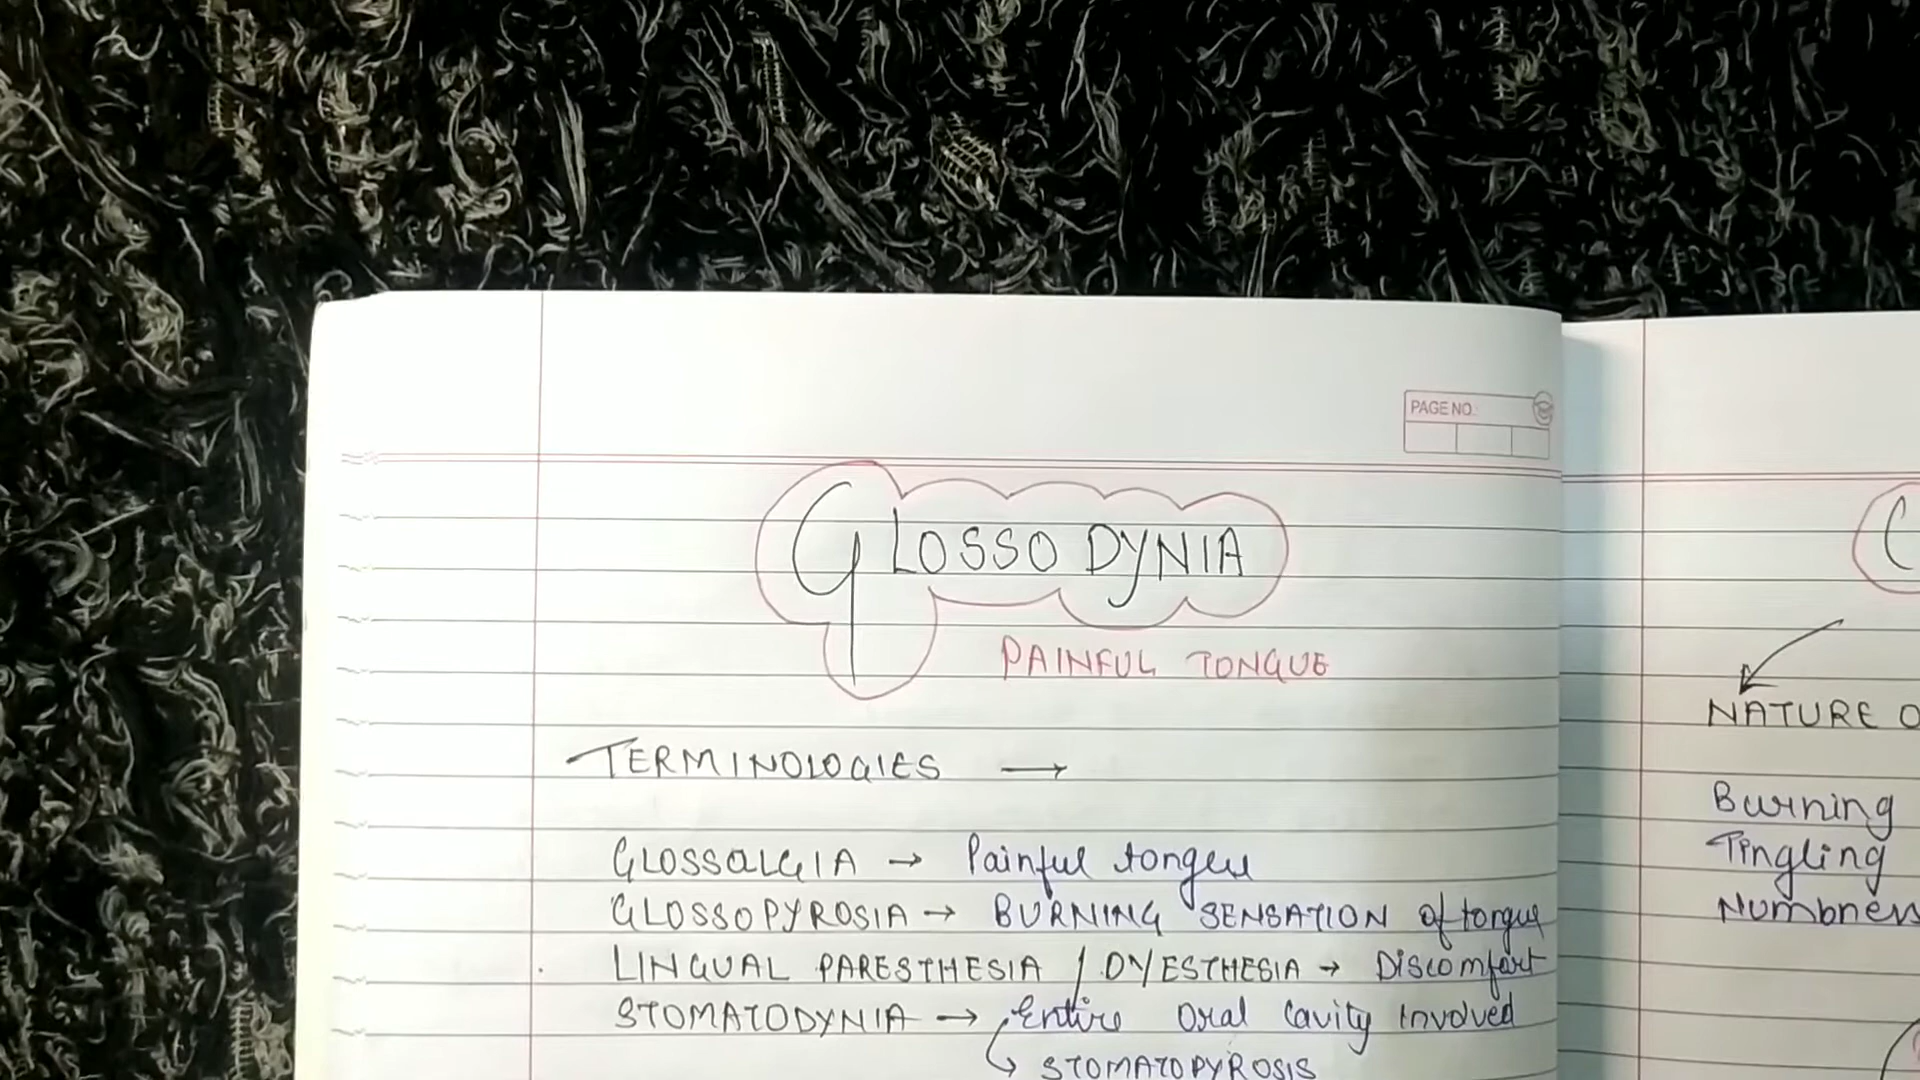 PAGE NO.:
GLOSSODYNIA
PAINFUL TONGUE
TERMINOLOGIES →
GLOSSALGIA → Painful tongue
GLOSSOPYROSIA → BURNING SENSATION of tongue
LINGUAL PARESTHESIA / DYESTHESIA → Discomfort
STOMATODYNIA → Entire Oral Cavity involved
↳ STOMATOPYROSIS
NATURE O
Burning
Tingling
Numbness